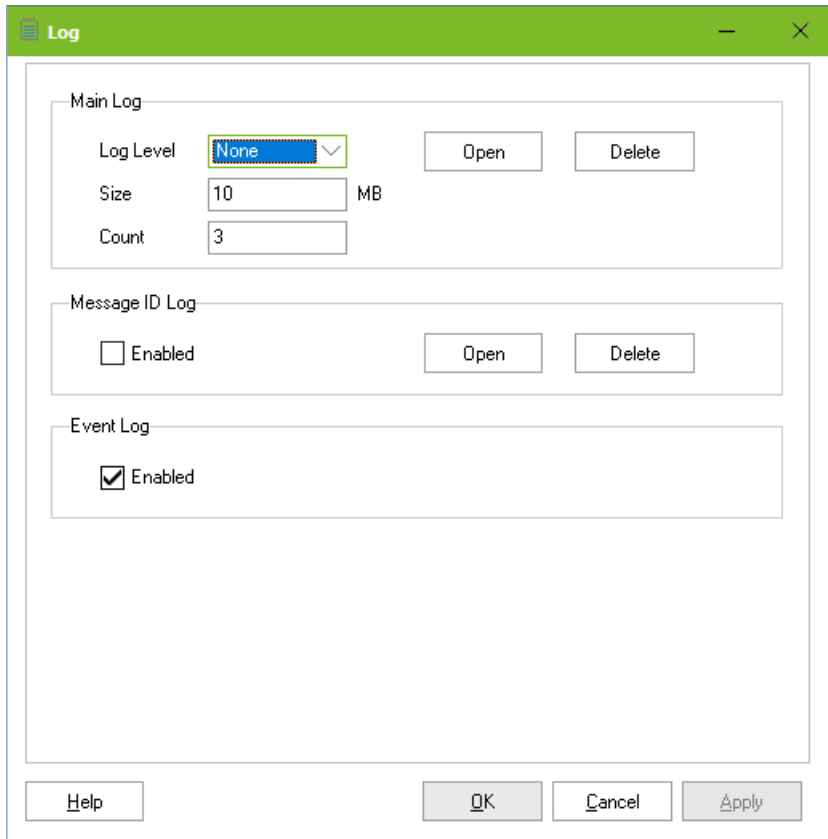 Log
Main Log
Log Level None Open Delete
Size 10 MB
Count 3
Message ID Log
Enabled Open Delete
Event Log
Enabled
Help OK Cancel Apply